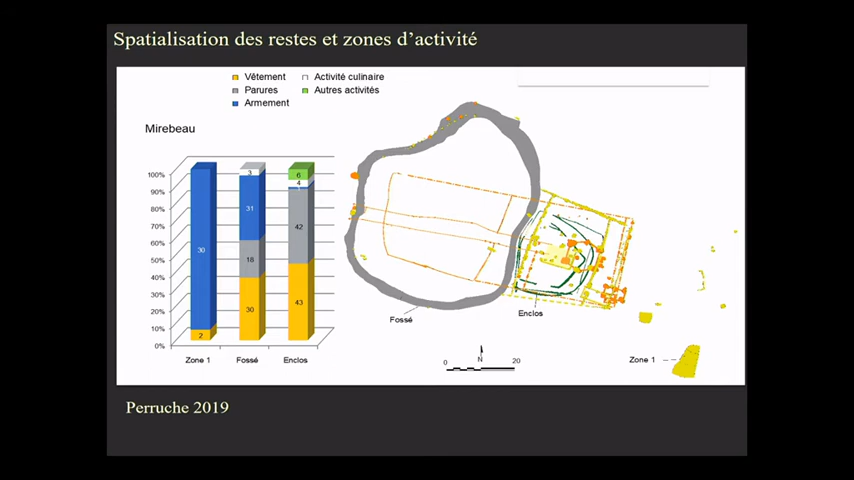 Spatialisation des restes et zones d'activité
Vêtement
Activité culinaire
Parures
Autres activités
Armement
Mirebeau
100%
90%
80%
70%
60%
50%
40%
30%
20%
10%
0%
30
2
3
31
18
30
6
4
42
43
Zone 1
Fossé
Enclos
Fossé
Enclos
Zone 1
0
N
20
Perruche 2019